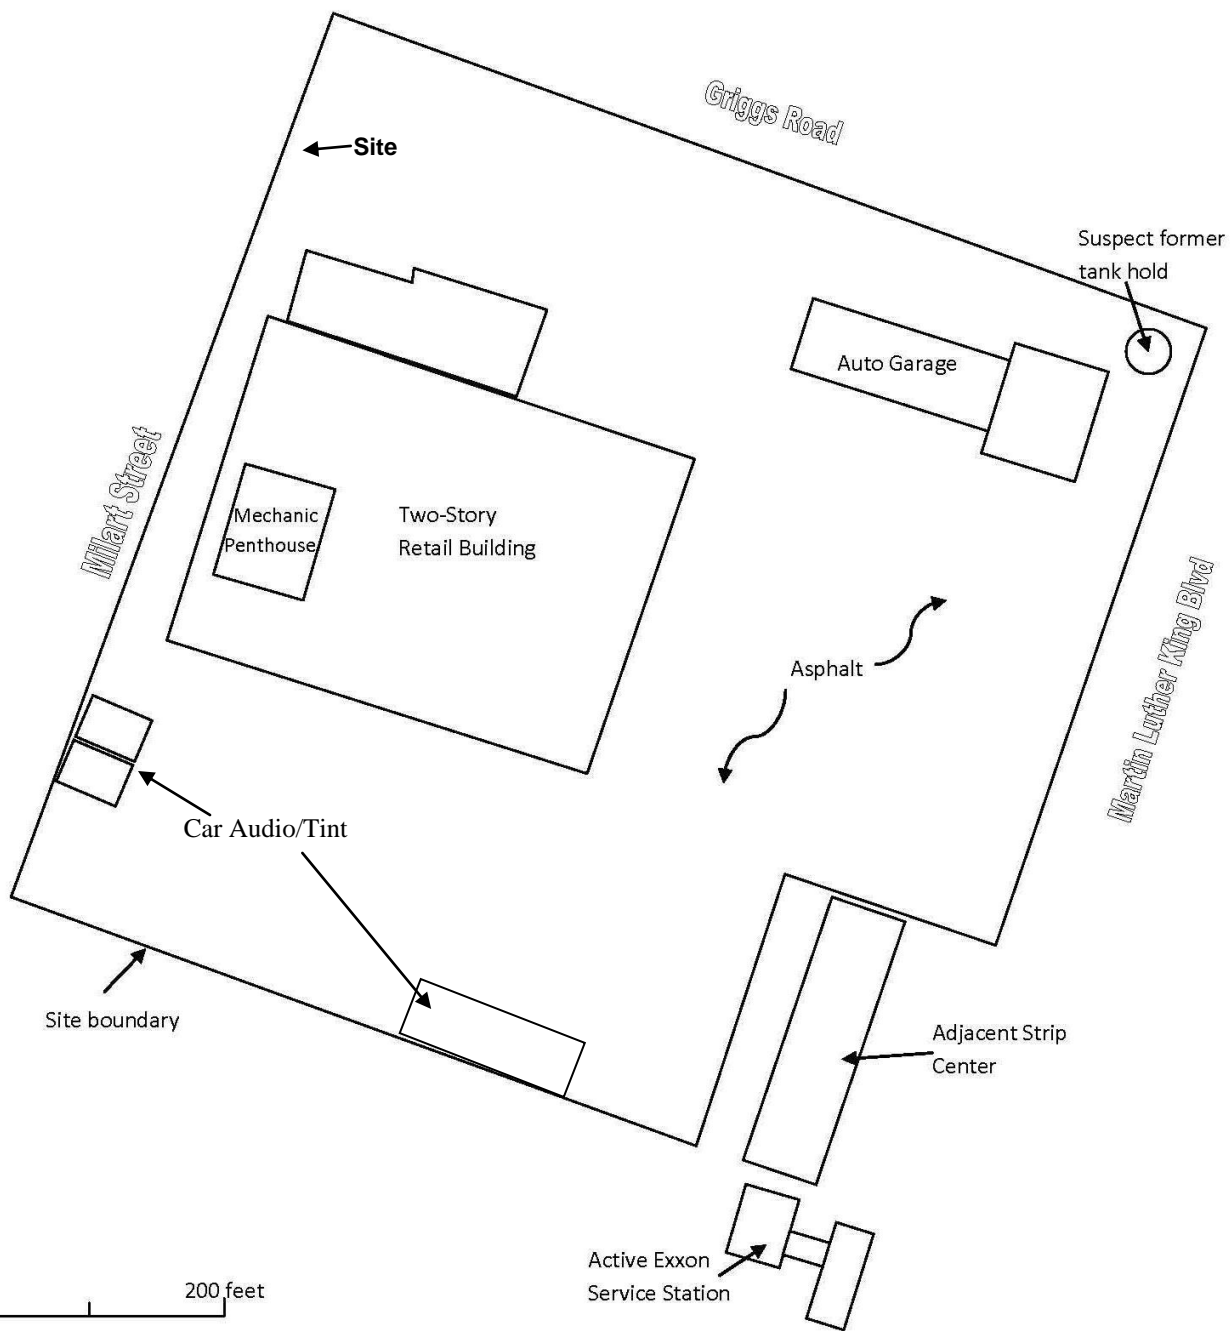 Griggs Road
Site
Suspect former
tank hold
Auto Garage
Milart Street
Mechanic
Penthouse
Two-Story
Retail Building
Asphalt
Martin Luther King Blvd
Car Audio/Tint
Site boundary
Adjacent Strip
Center
Active Exxon
Service Station
200 feet